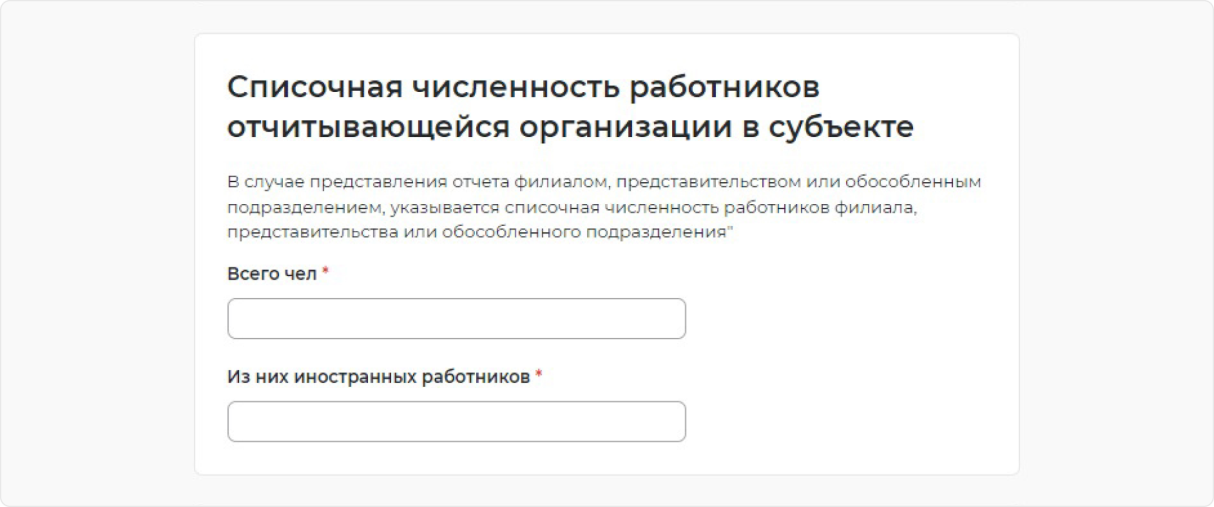 Списочная численность работников
отчитывающейся организации в субъекте
В случае представления отчета филиалом, представительством или обособленным
подразделением, указывается списочная численность работников филиала,
представительства или обособленного подразделения"
Всего чел *
Из них иностранных работников *